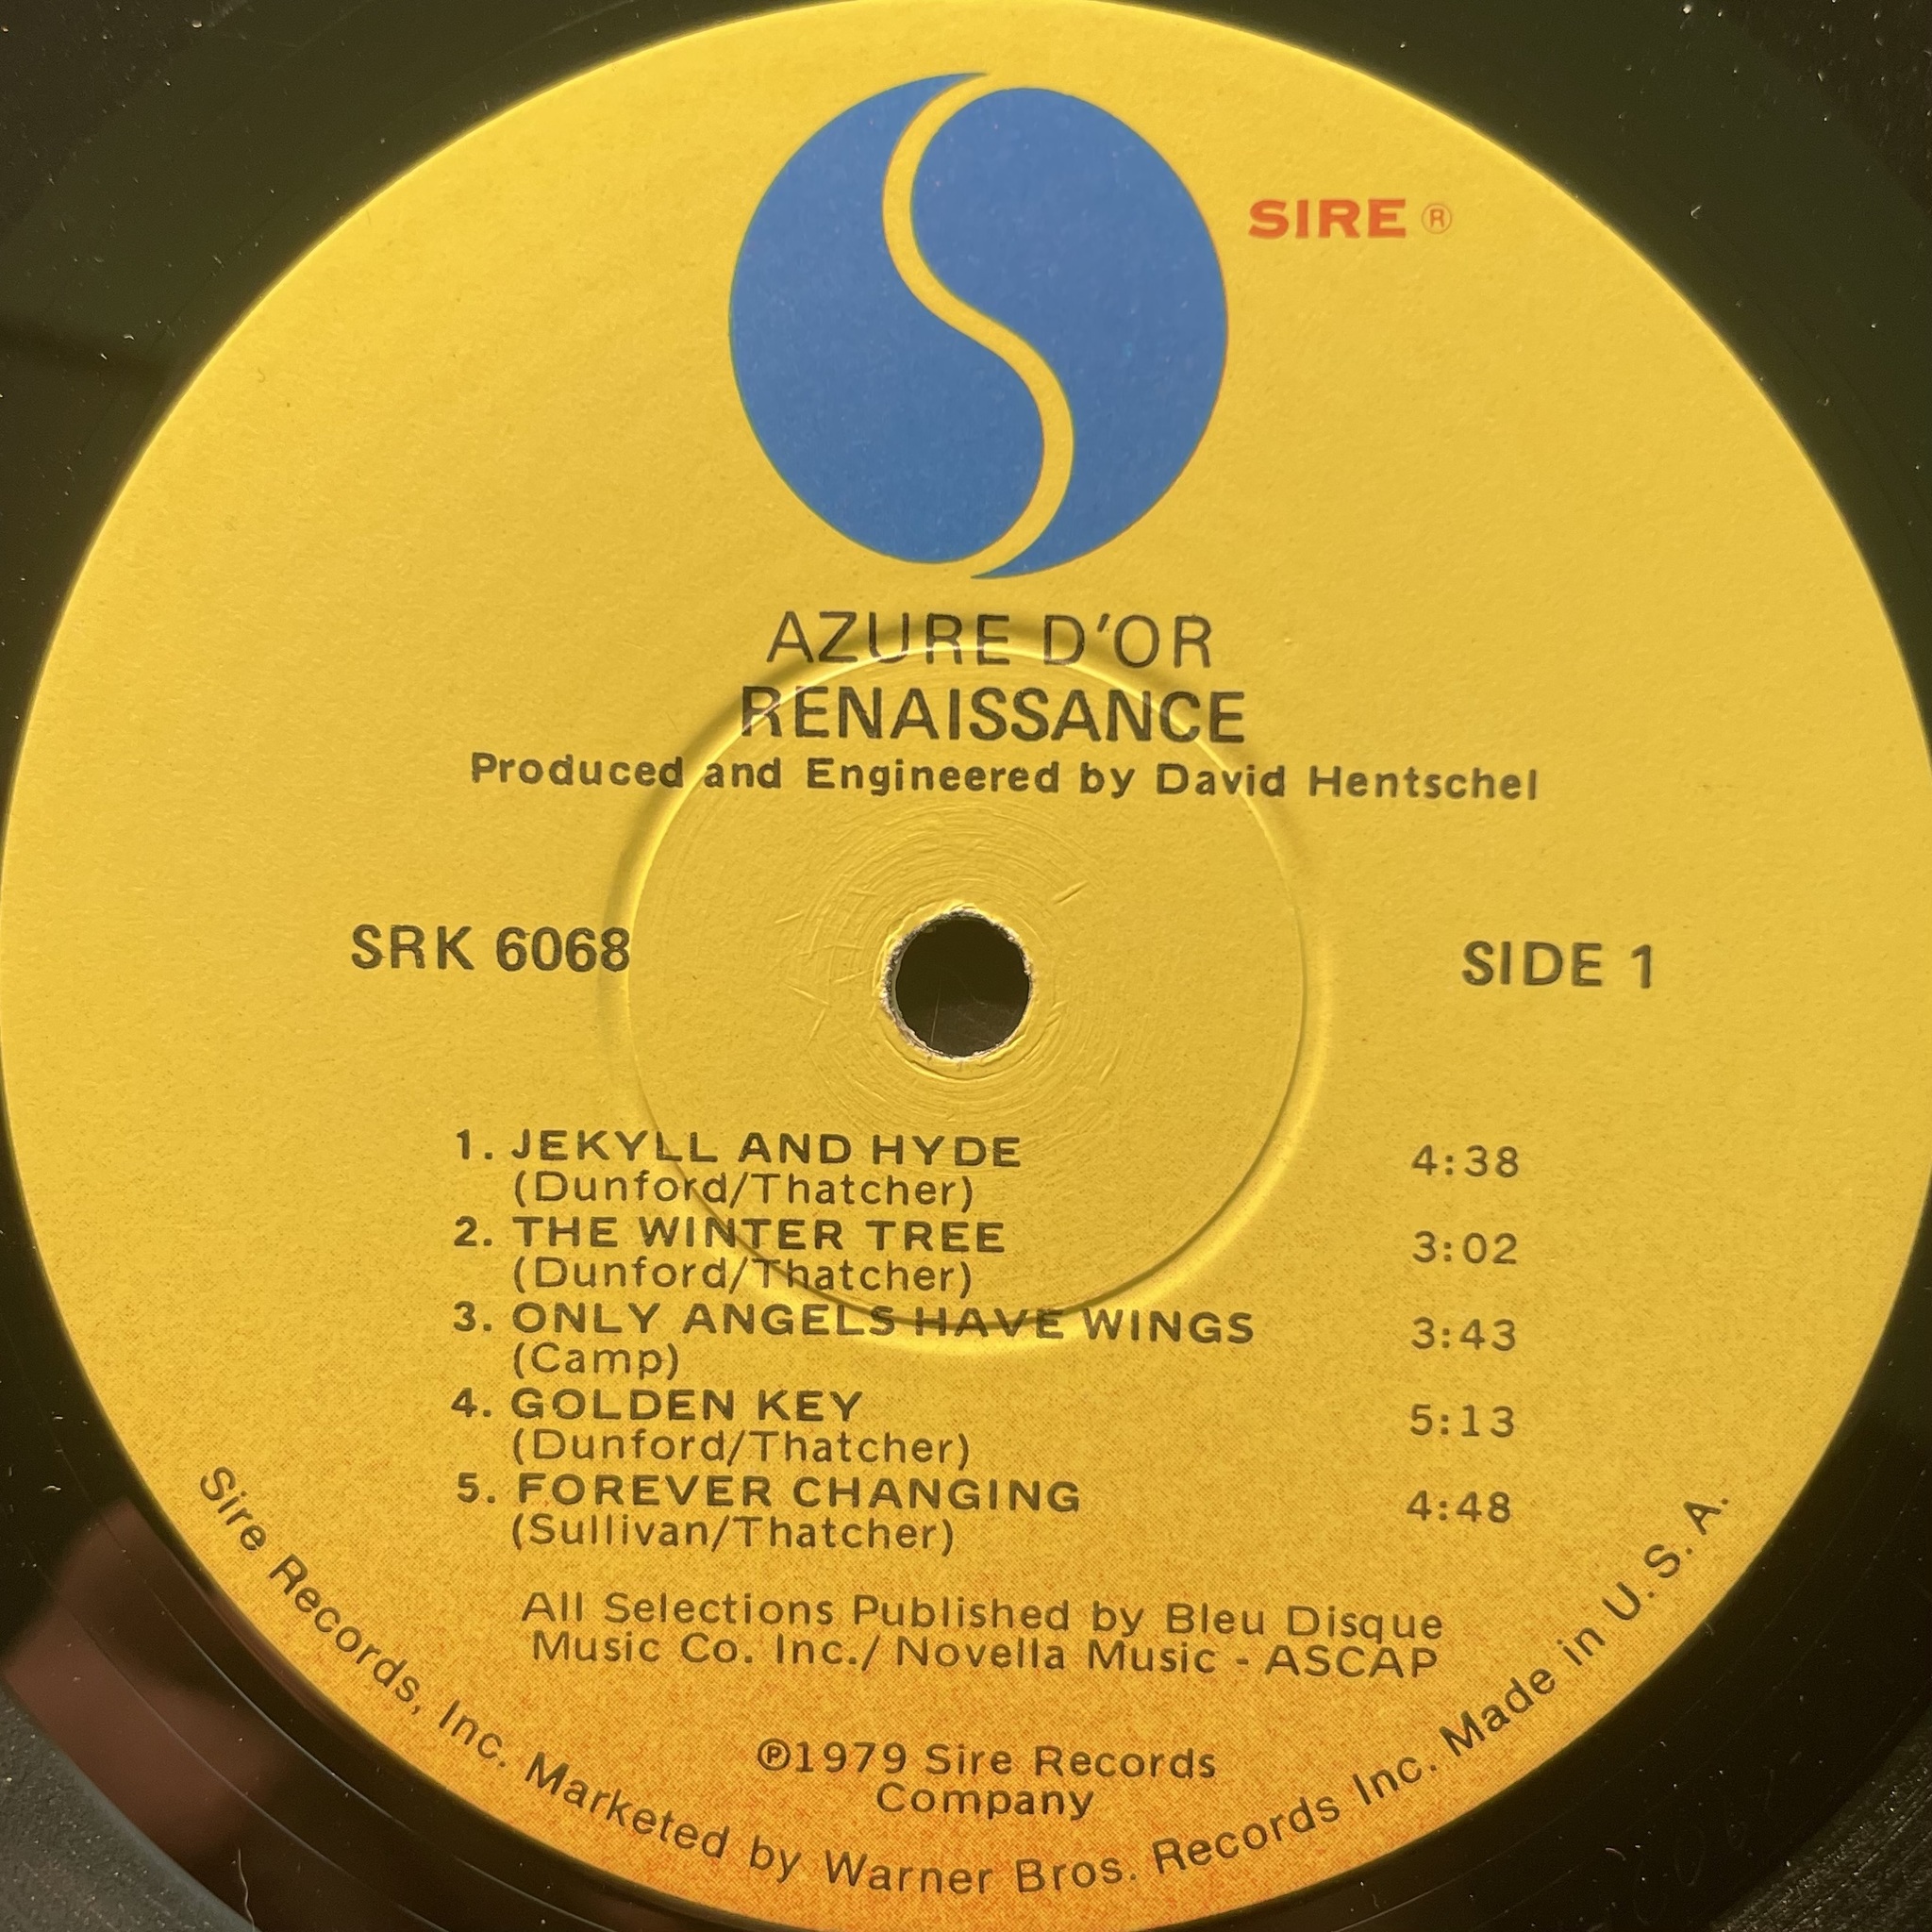 SIRE ®
AZURE D'OR
RENAISSANCE
Produced and Engineered by David Hentschel
SRK 6068
SIDE 1
1. JEKYLL AND HYDE 4:38
(Dunford/Thatcher)
2. THE WINTER TREE 3:02
(Dunford/Thatcher)
3. ONLY ANGELS HAVE WINGS 3:43
(Camp)
4. GOLDEN KEY 5:13
(Dunford/Thatcher)
5. FOREVER CHANGING 4:48
(Sullivan/Thatcher)
All Selections Published by Bleu Disque
Music Co. Inc./ Novella Music - ASCAP
℗1979 Sire Records
Company
Sire Records, Inc. Marketed by Warner Bros. Records Inc. Made in U. S. A.